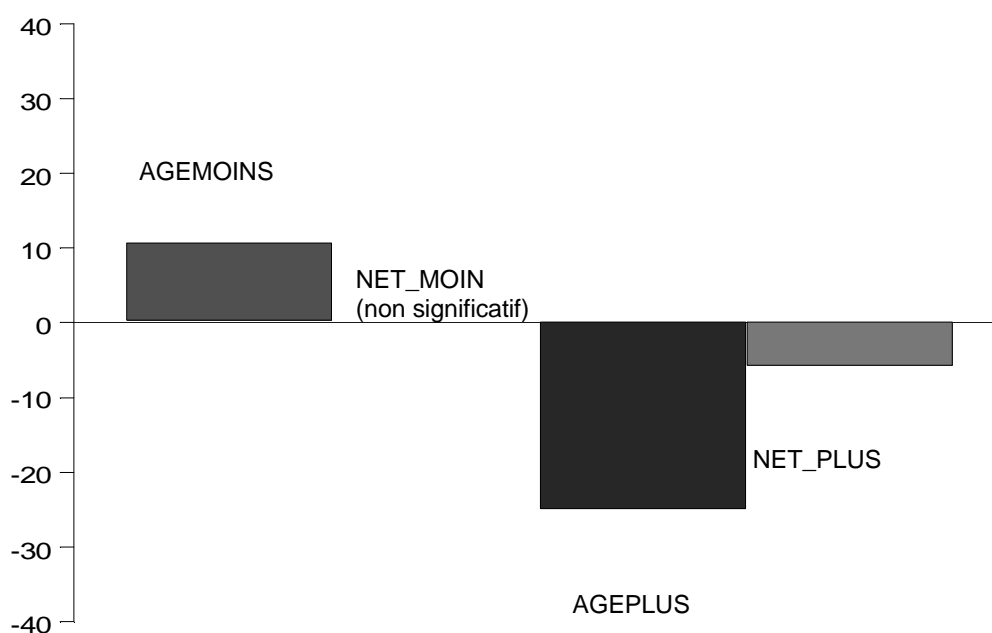 40
30
20
10
0
-10
-20
-30
-40
AGEMOINS
NET_MOIN
(non significatif)
NET_PLUS
AGEPLUS